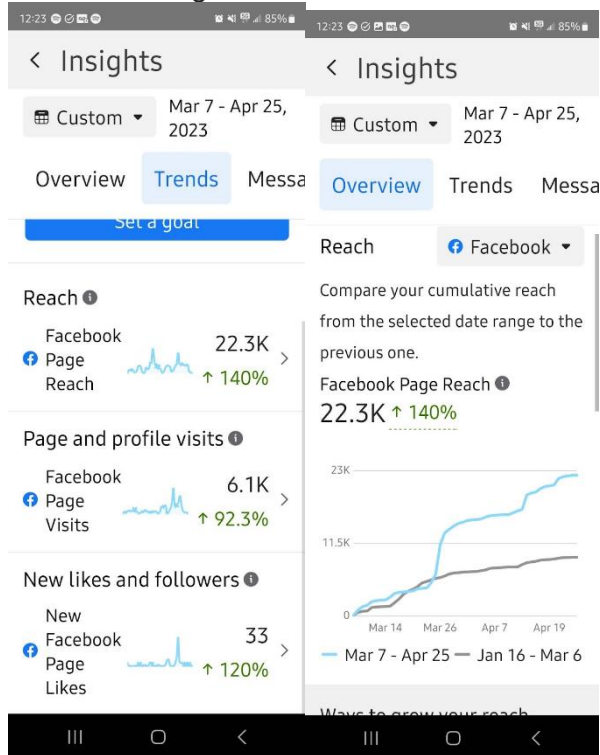 12:23
85%
Insights
Custom
Mar 7 - Apr 25,
2023
Overview Trends Messa
Set a goal
Reach
Facebook
Page
Reach
22.3K
↑ 140%
Page and profile visits
Facebook
Page
Visits
6.1K
↑ 92.3%
New likes and followers
New
Facebook
Page
Likes
33
↑ 120%
12:23
85%
Insights
Custom
Mar 7 - Apr 25,
2023
Overview Trends Messa
Reach
Facebook
Compare your cumulative reach
from the selected date range to the
previous one.
Facebook Page Reach
22.3K ↑ 140%
23K
11.5K
0
Mar 14 Mar 26 Apr 7 Apr 19
Mar 7 - Apr 25 Jan 16 - Mar 6
Ways to grow your reach